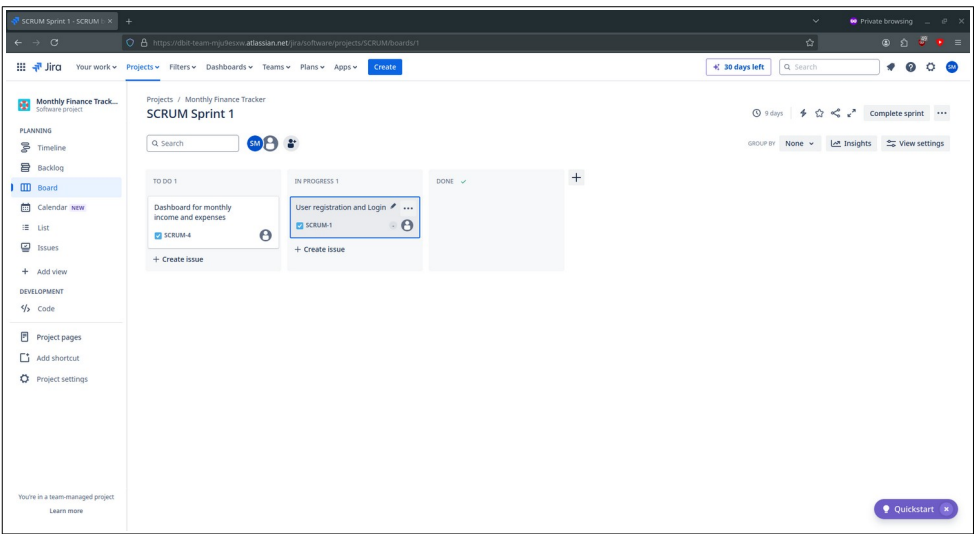 SCRUM Sprint 1 - SCRUM
Private browsing
https://dbit-team-mju9esxw.atlassian.net/jira/software/projects/SCRUM/boards/1
Jira Your work Projects Filters Dashboards Teams Plans Apps Create 30 days left Search SM
Monthly Finance Track...
Software project
PLANNING
Timeline
Backlog
Board
Calendar NEW
List
Issues
Add view
DEVELOPMENT
Code
Project pages
Add shortcut
Project settings
You're in a team-managed project
Learn more
Projects / Monthly Finance Tracker
SCRUM Sprint 1
9 days Complete sprint
Search SM GROUP BY None Insights View settings
TO DO 1
Dashboard for monthly
income and expenses
SCRUM-4
+ Create issue
IN PROGRESS 1
User registration and Login
SCRUM-1
+ Create issue
DONE
Quickstart